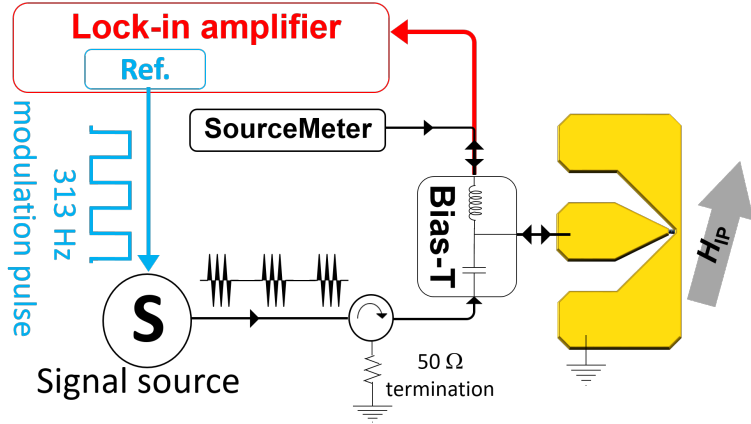 Lock-in amplifier
Ref.
SourceMeter
modulation pulse
313 Hz
Bias-T
H_IP
S
Signal source
50 Ω
termination